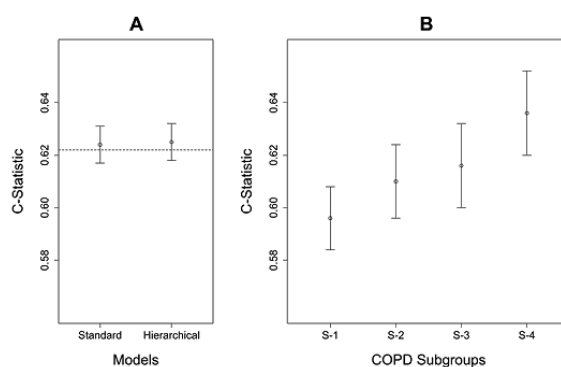 A
C-Statistic
0.64
0.62
0.60
0.58
Standard Hierarchical
Models
B
C-Statistic
0.64
0.62
0.60
0.58
S-1 S-2 S-3 S-4
COPD Subgroups